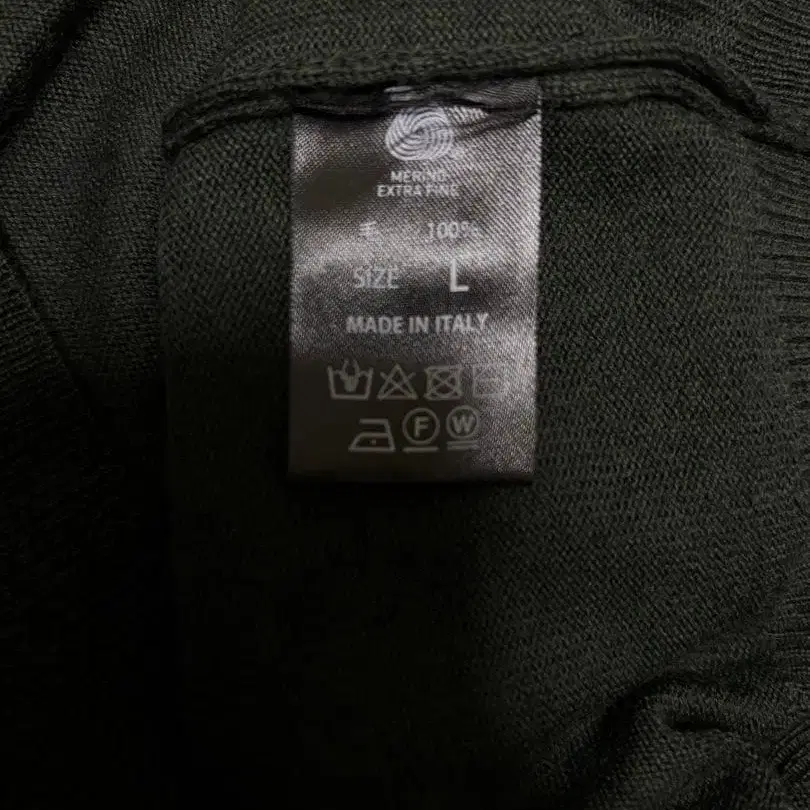 MERINO
EXTRA FINE
毛 100%
SIZE L
MADE IN ITALY
F W